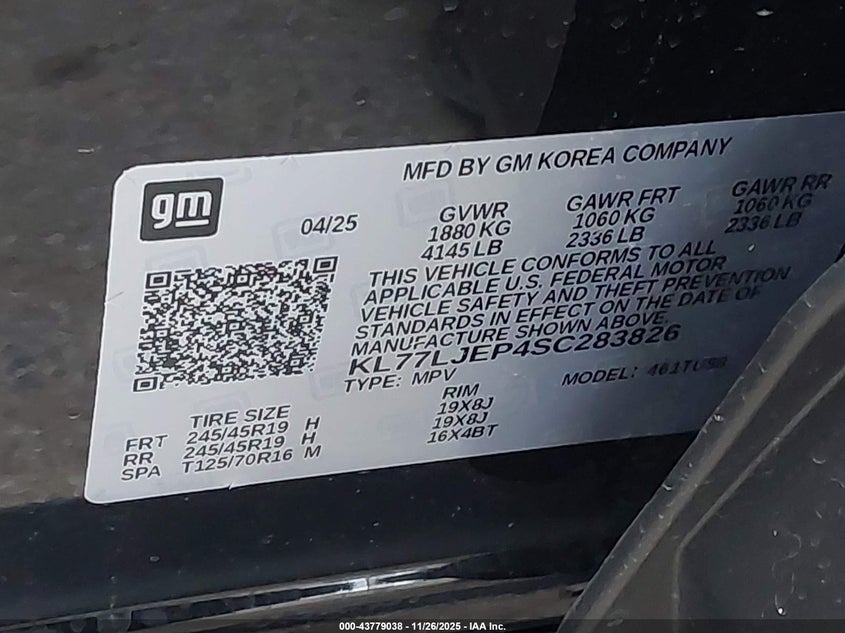 MFD BY GM KOREA COMPANY
gm
04/25
GVWR GAWR FRT GAWR RR
1880 KG 1060 KG 1060 KG
4145 LB 2336 LB 2336 LB
THIS VEHICLE CONFORMS TO ALL
APPLICABLE U.S. FEDERAL MOTOR
VEHICLE SAFETY AND THEFT PREVENTION
STANDARDS IN EFFECT ON THE DATE OF
MANUFACTURE SHOWN ABOVE.
KL77LJEP4SC283826
TYPE: MPV MODEL:
TIRE SIZE RIM
FRT 245/45R19 H 19X8J
RR 245/45R19 H 19X8J
SPA T125/70R16 M 16X4BT
000-43779038 - 11/26/2025 - IAA Inc.